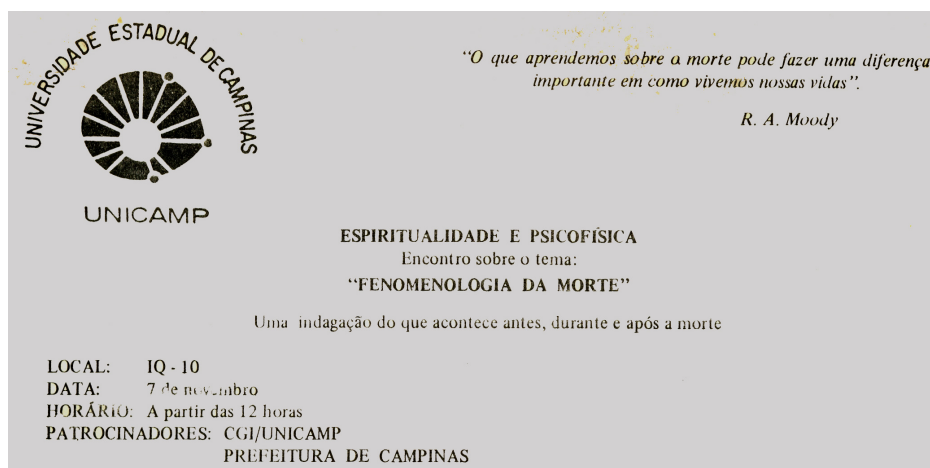 UNIVERSIDADE ESTADUAL DE CAMPINAS
UNICAMP
“O que aprendemos sobre a morte pode fazer uma diferença
importante em como vivemos nossas vidas”.
R. A. Moody
ESPIRITUALIDADE E PSICOFÍSICA
Encontro sobre o tema:
“FENOMENOLOGIA DA MORTE”
Uma indagação do que acontece antes, durante e após a morte
LOCAL: IQ - 10
DATA: 7 de novembro
HORÁRIO: A partir das 12 horas
PATROCINADORES: CGI/UNICAMP
PREFEITURA DE CAMPINAS